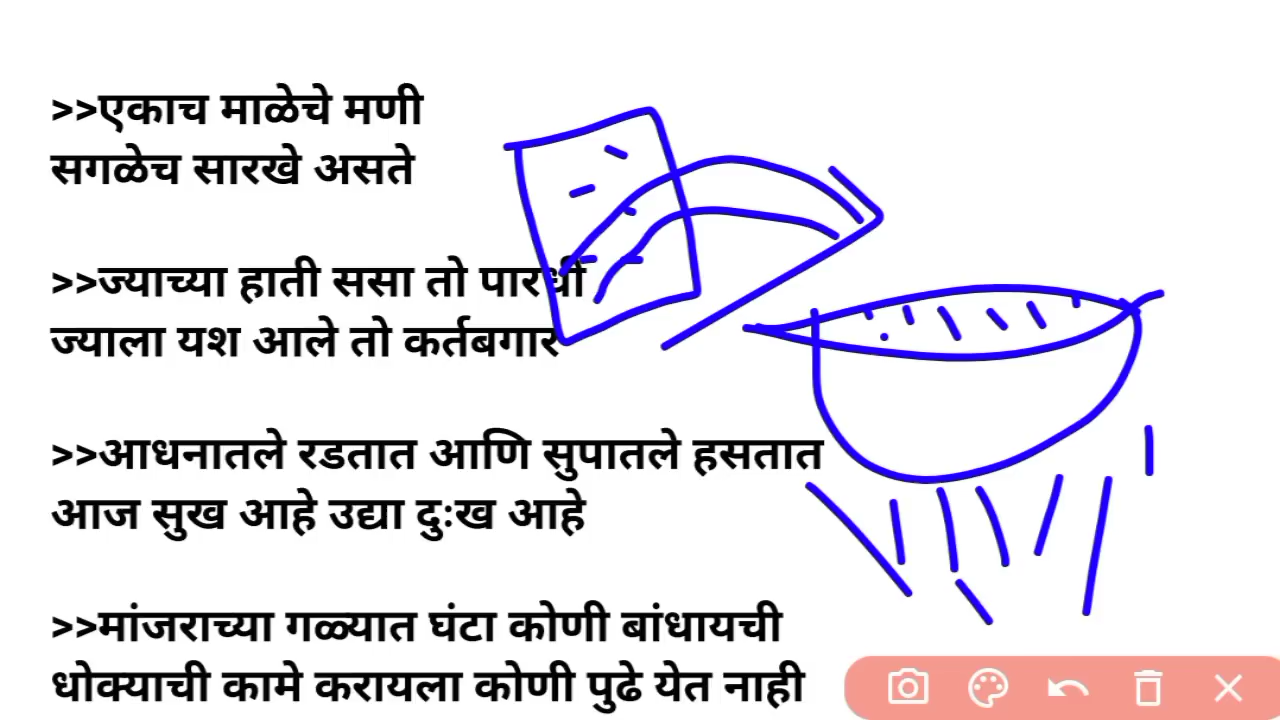 >>एकाच माळेचे मणी
सगळेच सारखे असते
>>ज्याच्या हाती ससा तो पारधी
ज्याला यश आले तो कर्तबगार
>>आधनातले रडतात आणि सुपातले हसतात
आज सुख आहे उद्या दुःख आहे
>>मांजराच्या गळ्यात घंटा कोणी बांधायची
धोक्याची कामे करायला कोणी पुढे येत नाही